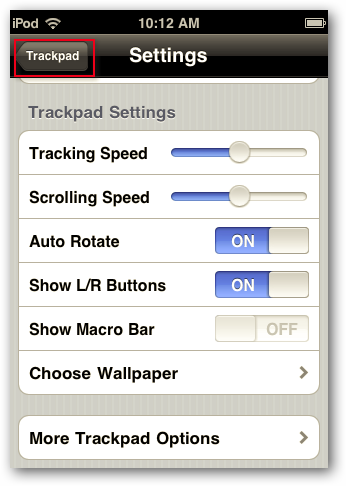 iPod 10:12 AM
Trackpad Settings
Trackpad Settings
Tracking Speed
Scrolling Speed
Auto Rotate ON
Show L/R Buttons ON
Show Macro Bar OFF
Choose Wallpaper
More Trackpad Options